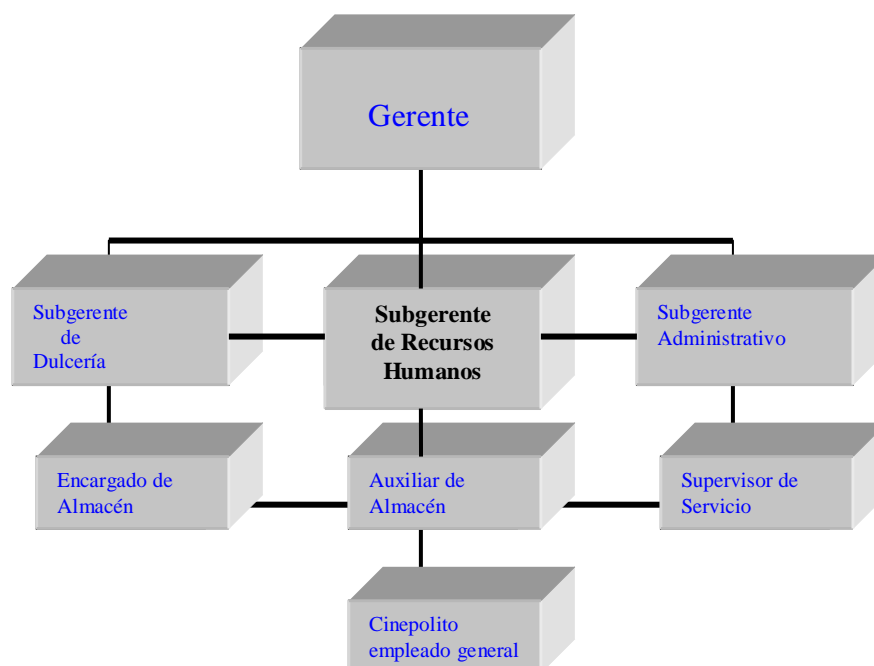 Gerente
Subgerente
de
Dulcería
Subgerente
de Recursos
Humanos
Subgerente
Administrativo
Encargado de
Almacén
Auxiliar de
Almacén
Supervisor de
Servicio
Cinepolito
empleado general